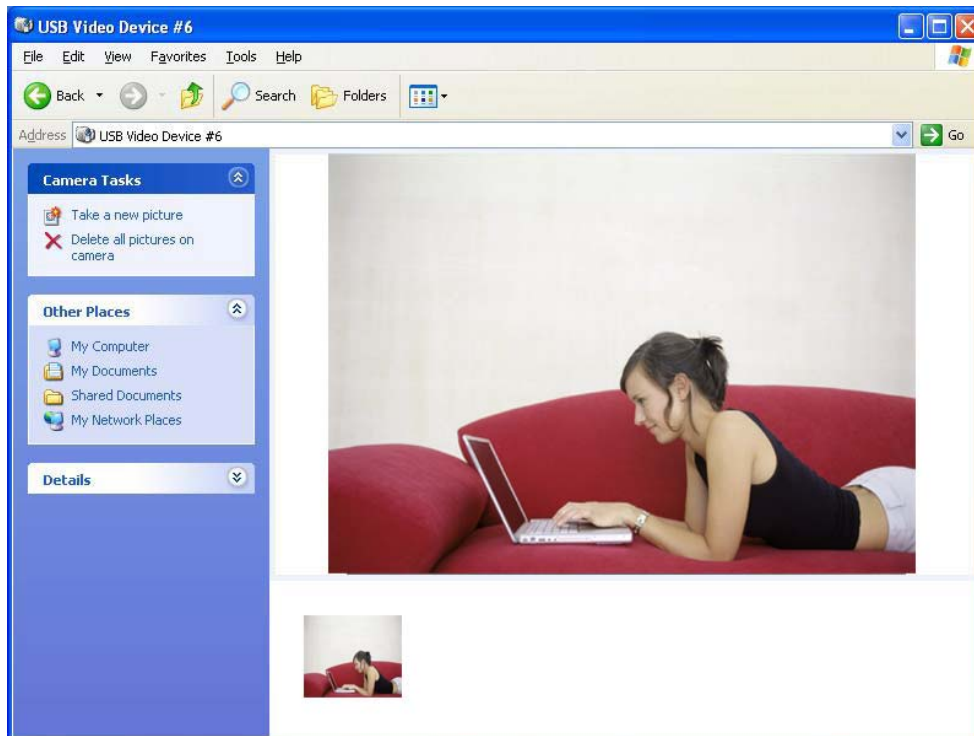 USB Video Device #6
File Edit View Favorites Tools Help
Back Search Folders
Address USB Video Device #6 Go
Camera Tasks
Take a new picture
Delete all pictures on
camera
Other Places
My Computer
My Documents
Shared Documents
My Network Places
Details